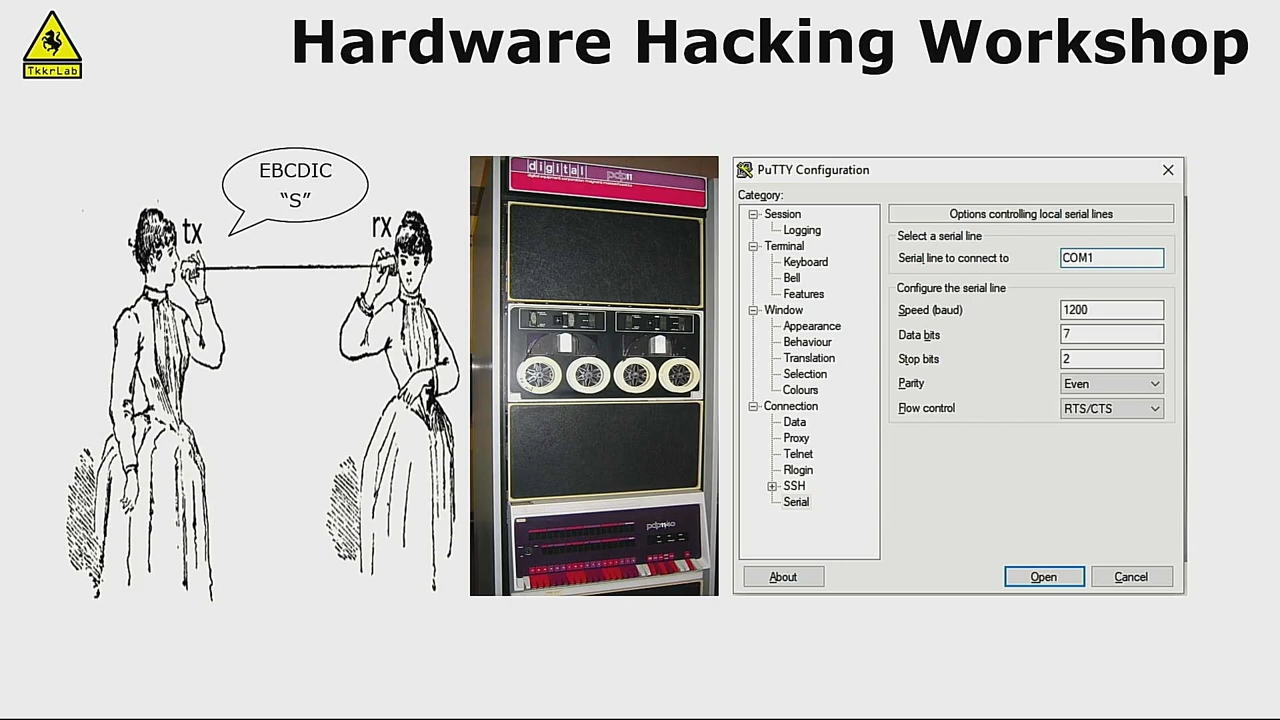 Hardware Hacking Workshop
TkkrLab
EBCDIC
“S”
tx
rx
digital
pdp11
pdp11/40
PuTTY Configuration
Category:
Session
Logging
Terminal
Keyboard
Bell
Features
Window
Appearance
Behaviour
Translation
Selection
Colours
Connection
Data
Proxy
Telnet
Rlogin
SSH
Serial
Options controlling local serial lines
Select a serial line
Serial line to connect to COM1
Configure the serial line
Speed (baud) 1200
Data bits 7
Stop bits 2
Parity Even
Flow control RTS/CTS
About
Open
Cancel